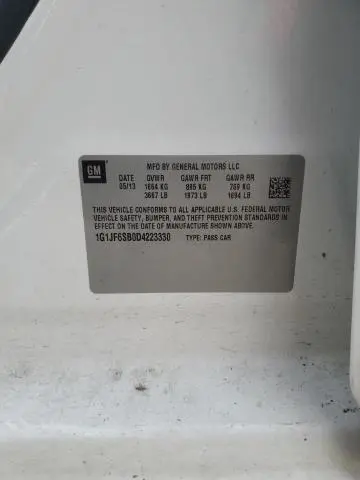 MFD BY GENERAL MOTORS LLC
GM DATE GVWR GAWR FRT GAWR RR
05/13 1664 KG 895 KG 769 KG
3667 LB 1973 LB 1694 LB
THIS VEHICLE CONFORMS TO ALL APPLICABLE U.S. FEDERAL MOTOR
VEHICLE SAFETY, BUMPER, AND THEFT PREVENTION STANDARDS IN
EFFECT ON THE DATE OF MANUFACTURE SHOWN ABOVE.
1G1JF6SB0D4223330 TYPE: PASS CAR